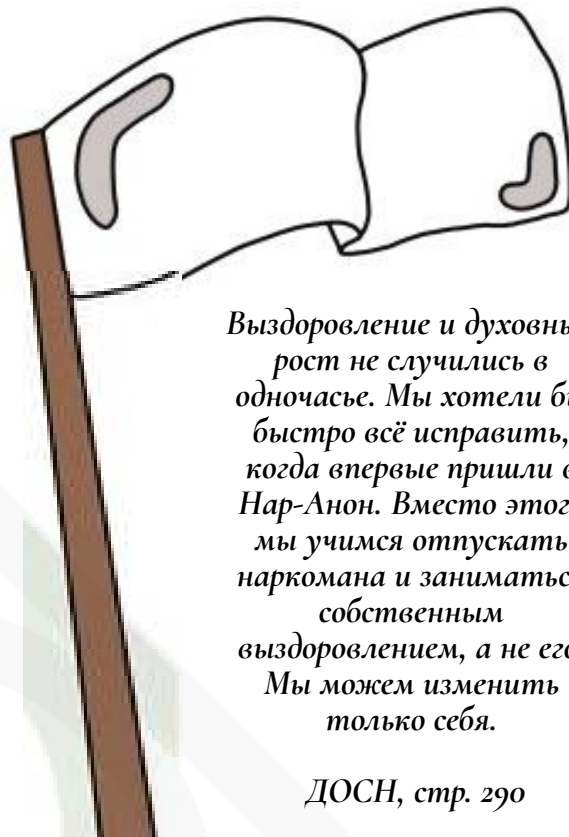 Выздоровление и духовны
рост не случились в
одночасье. Мы хотели бы
быстро всё исправить,
когда впервые пришли в
Нар-Анон. Вместо этог
мы учимся отпускать
наркомана и заниматьс
собственным
выздоровлением, а не его
Мы можем изменить
только себя.
ДОСН, стр. 290